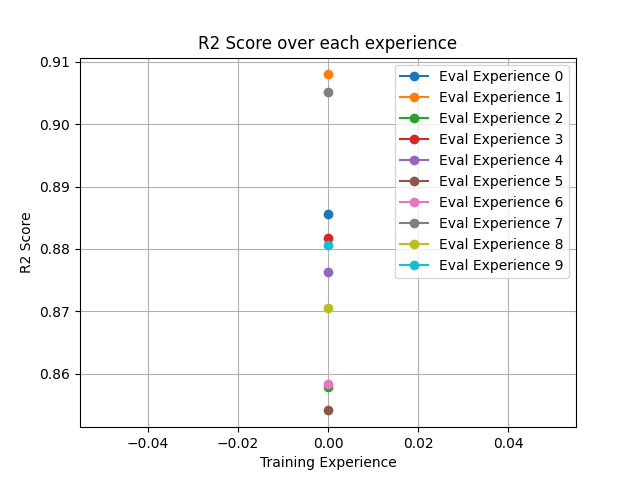 R2 Score over each experience
0.91
0.90
0.89
0.88
0.87
0.86
R2 Score
Eval Experience 0
Eval Experience 1
Eval Experience 2
Eval Experience 3
Eval Experience 4
Eval Experience 5
Eval Experience 6
Eval Experience 7
Eval Experience 8
Eval Experience 9
−0.04 −0.02 0.00 0.02 0.04
Training Experience